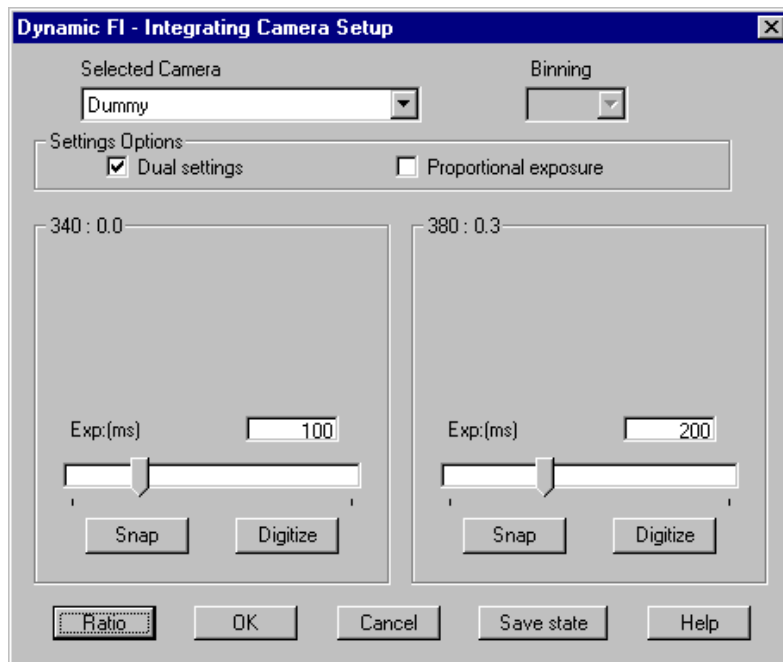 Dynamic FI - Integrating Camera Setup
Selected Camera
Binning
Dummy
Settings Options
Dual settings
Proportional exposure
340 : 0.0
380 : 0.3
Exp:(ms)
100
Exp:(ms)
200
Snap
Digitize
Snap
Digitize
Ratio
OK
Cancel
Save state
Help